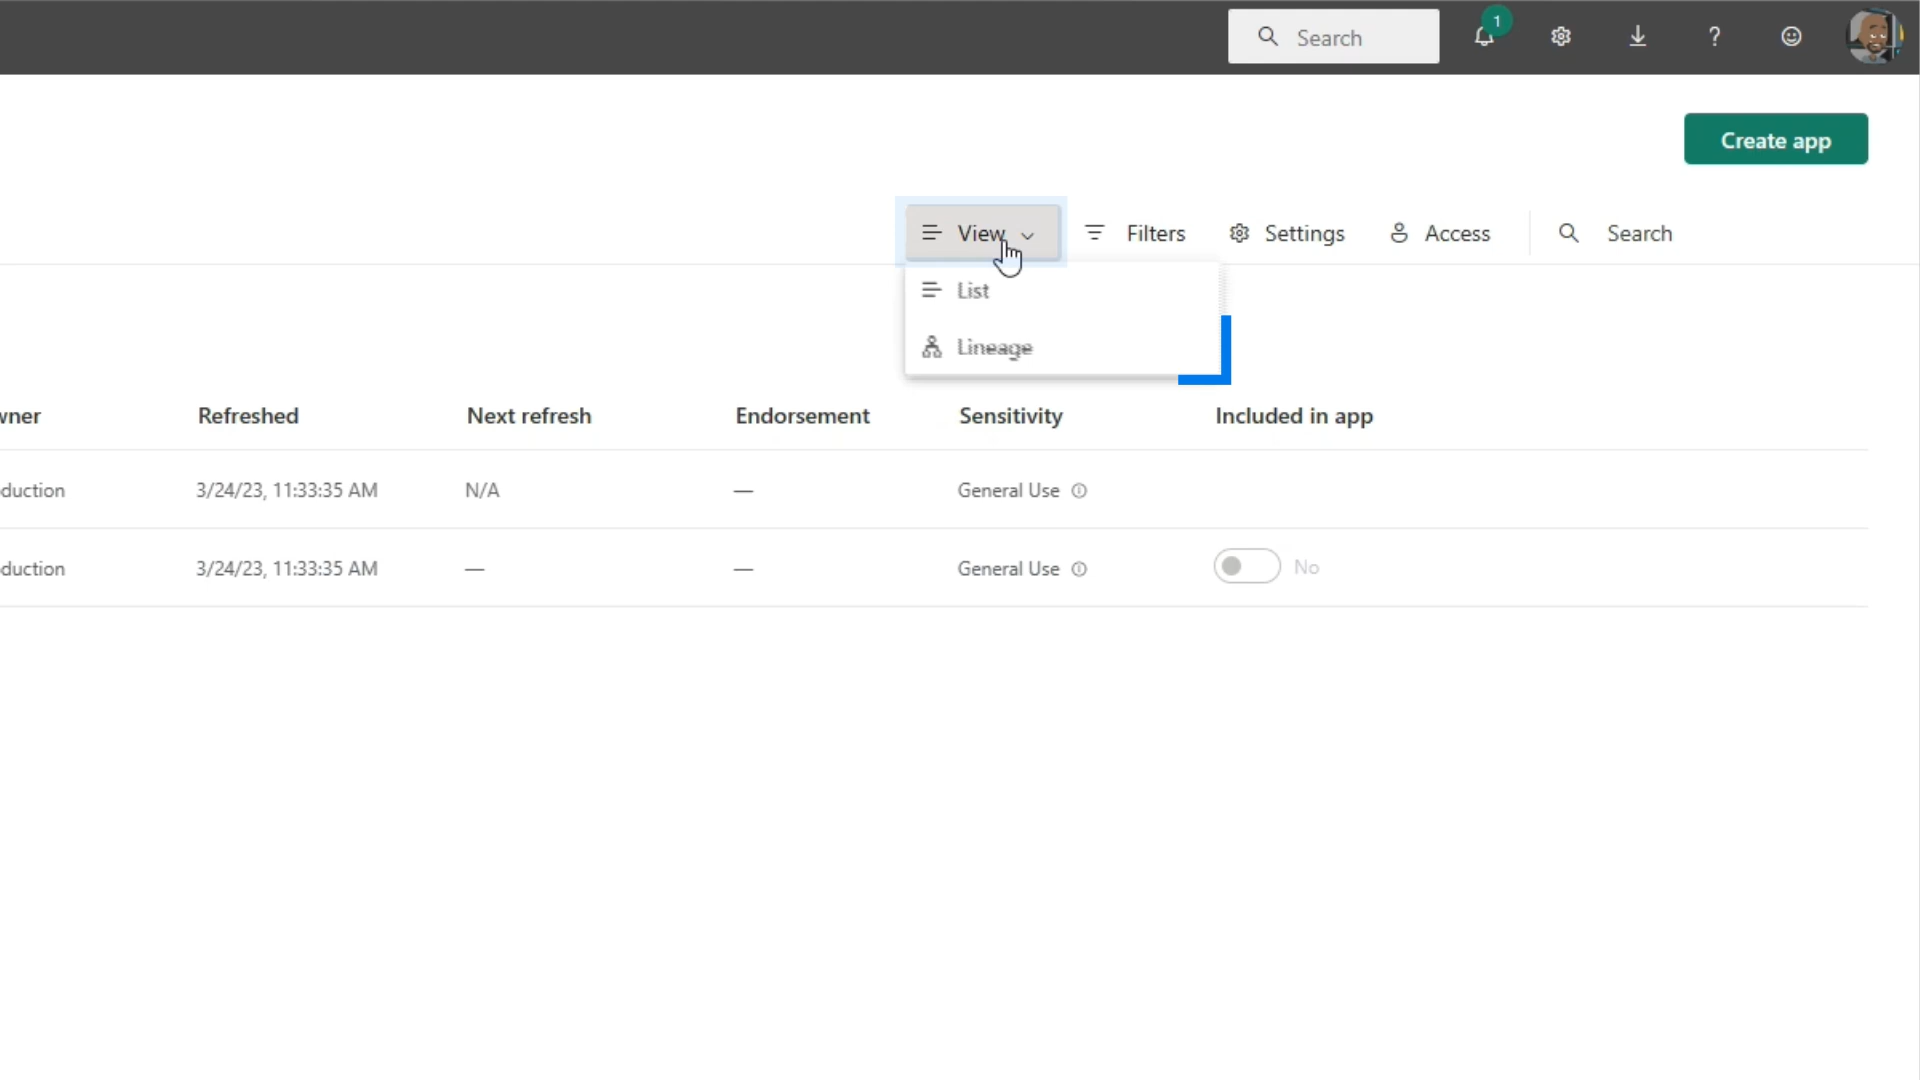 Search
1
?
Create app
View
Filters
Settings
Access
Search
List
Lineage
wner
Refreshed
Next refresh
Endorsement
Sensitivity
Included in app
duction
3/24/23, 11:33:35 AM
N/A
—
General Use
duction
3/24/23, 11:33:35 AM
—
—
General Use
No